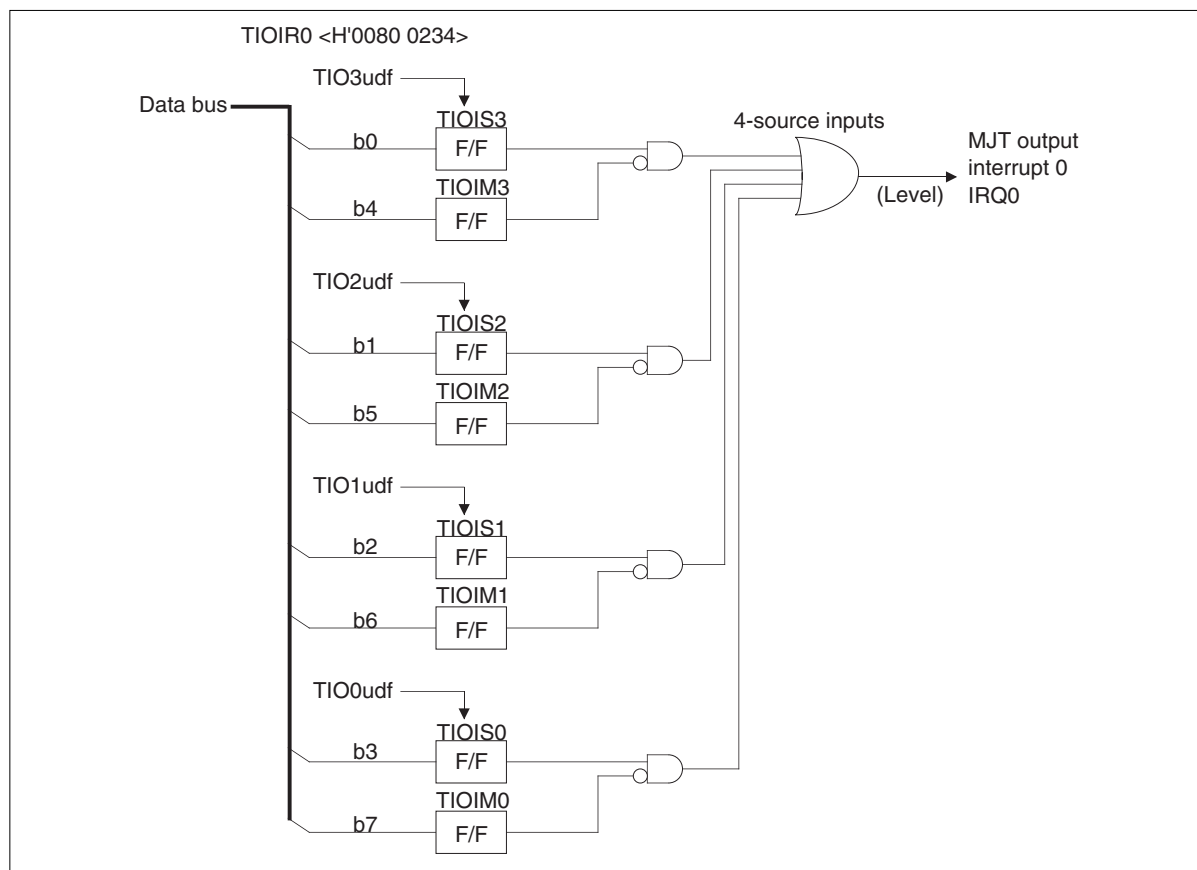 TIOIR0 <H'0080 0234>
TIO3udf
Data bus
TIOIS3
b0
F/F
TIOIM3
b4
F/F
4-source inputs
MJT output
interrupt 0
IRQ0
(Level)
TIO2udf
TIOIS2
b1
F/F
TIOIM2
b5
F/F
TIO1udf
TIOIS1
b2
F/F
TIOIM1
b6
F/F
TIO0udf
TIOIS0
b3
F/F
TIOIM0
b7
F/F